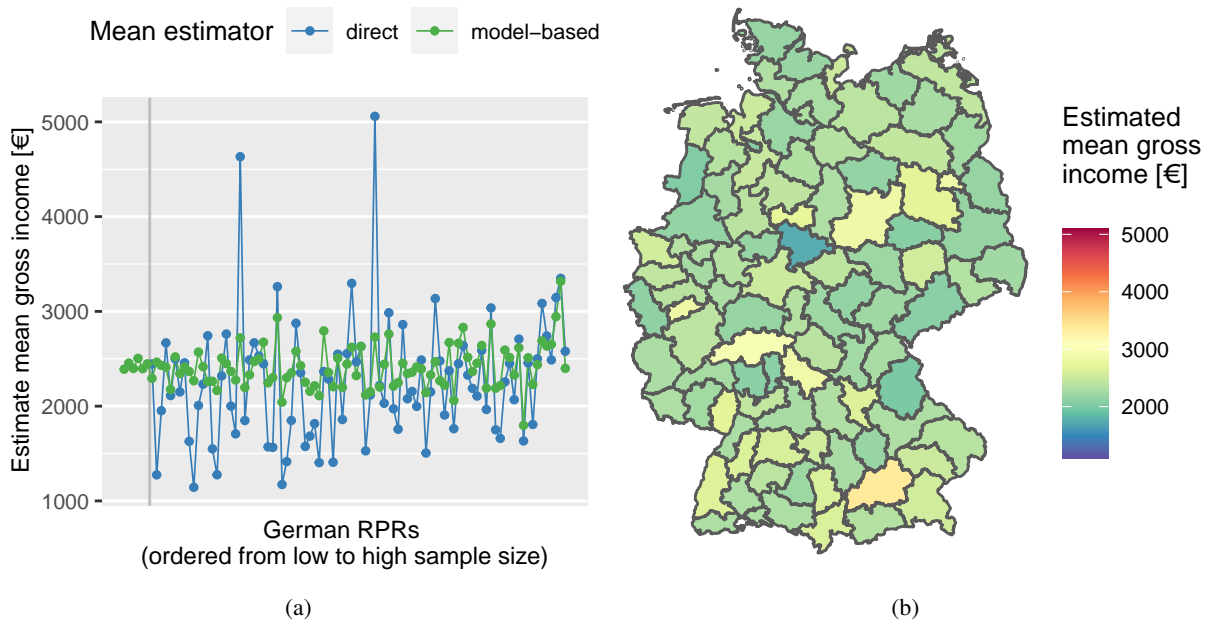 Mean estimator direct model−based
Estimate mean gross income [€]
5000
4000
3000
2000
1000
German RPRs
(ordered from low to high sample size)
(a)
Estimated
mean gross
income [€]
5000
4000
3000
2000
(b)